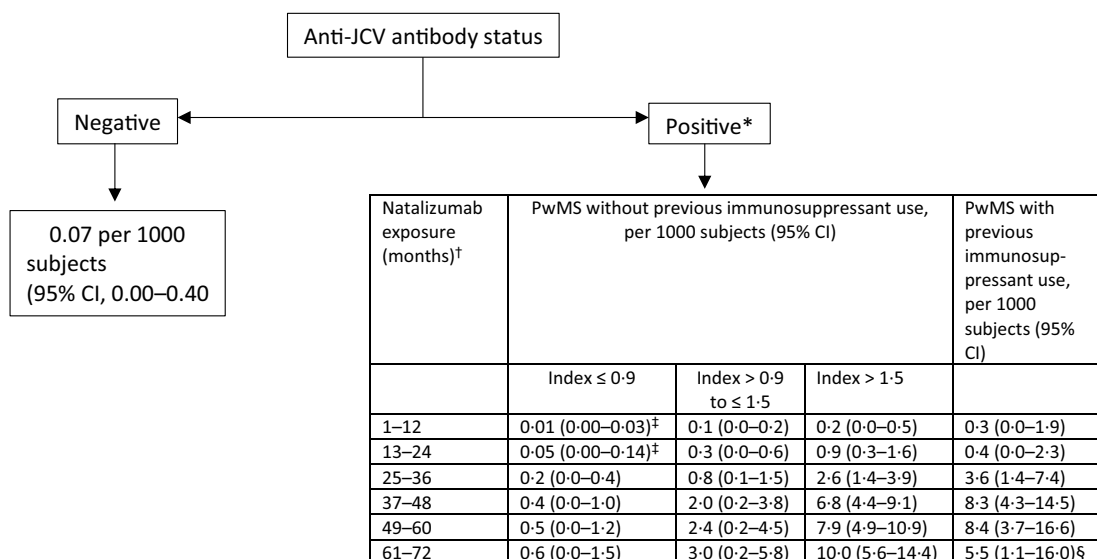 Anti-JCV antibody status
Negative
Positive*
0.07 per 1000
subjects
(95% CI, 0.00–0.40
Natalizumab
exposure
(months)†
PwMS without previous immunosuppressant use,
per 1000 subjects (95% CI)
PwMS with
previous
immunosup-
pressant use,
per 1000
subjects (95%
CI)
Index ≤ 0·9
Index > 0·9
to ≤ 1·5
Index > 1·5
1–12 0·01 (0·00–0·03)‡ 0·1 (0·0–0·2) 0·2 (0·0–0·5) 0·3 (0·0–1·9)
13–24 0·05 (0·00–0·14)‡ 0·3 (0·0–0·6) 0·9 (0·3–1·6) 0·4 (0·0–2·3)
25–36 0·2 (0·0–0·4) 0·8 (0·1–1·5) 2·6 (1·4–3·9) 3·6 (1·4–7·4)
37–48 0·4 (0·0–1·0) 2·0 (0·2–3·8) 6·8 (4·4–9·1) 8·3 (4·3–14·5)
49–60 0·5 (0·0–1·2) 2·4 (0·2–4·5) 7·9 (4·9–10·9) 8·4 (3·7–16·6)
61–72 0·6 (0·0–1·5) 3·0 (0·2–5·8) 10·0 (5·6–14·4) 5·5 (1·1–16·0)§